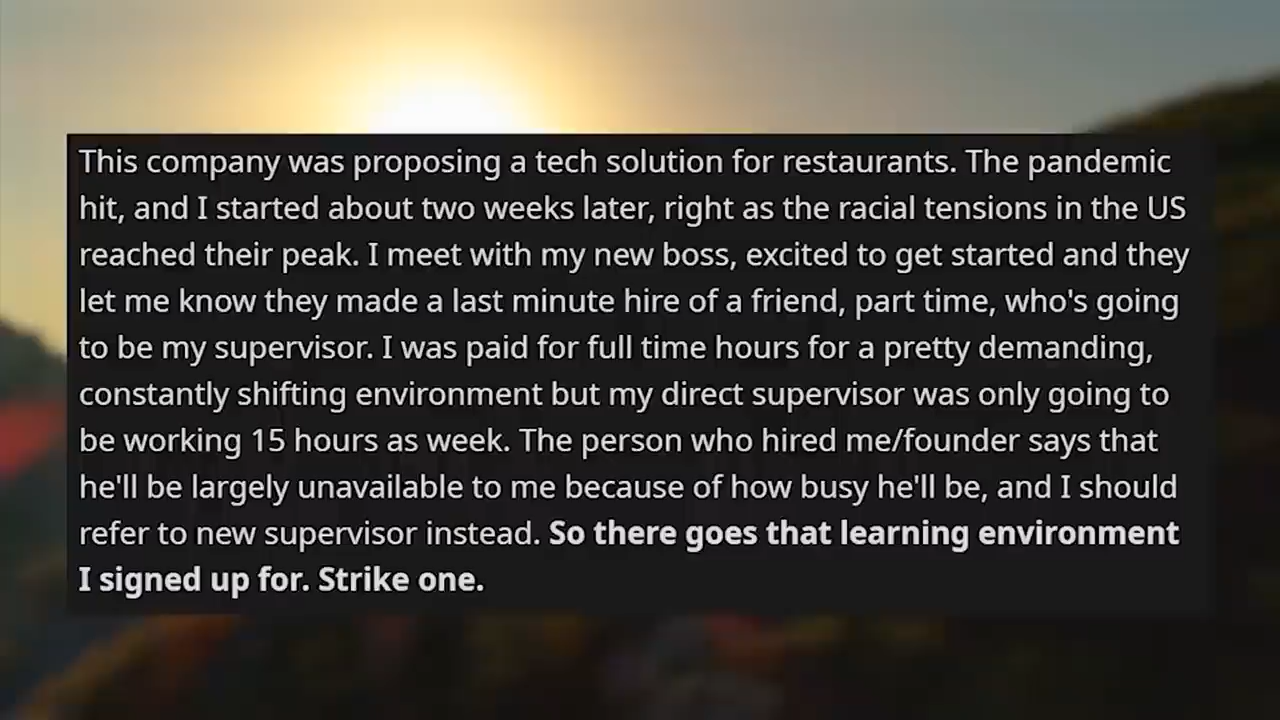 This company was proposing a tech solution for restaurants. The pandemic
hit, and I started about two weeks later, right as the racial tensions in the US
reached their peak. I meet with my new boss, excited to get started and they
let me know they made a last minute hire of a friend, part time, who's going
to be my supervisor. I was paid for full time hours for a pretty demanding,
constantly shifting environment but my direct supervisor was only going to
be working 15 hours as week. The person who hired me/founder says that
he'll be largely unavailable to me because of how busy he'll be, and I should
refer to new supervisor instead. So there goes that learning environment
I signed up for. Strike one.